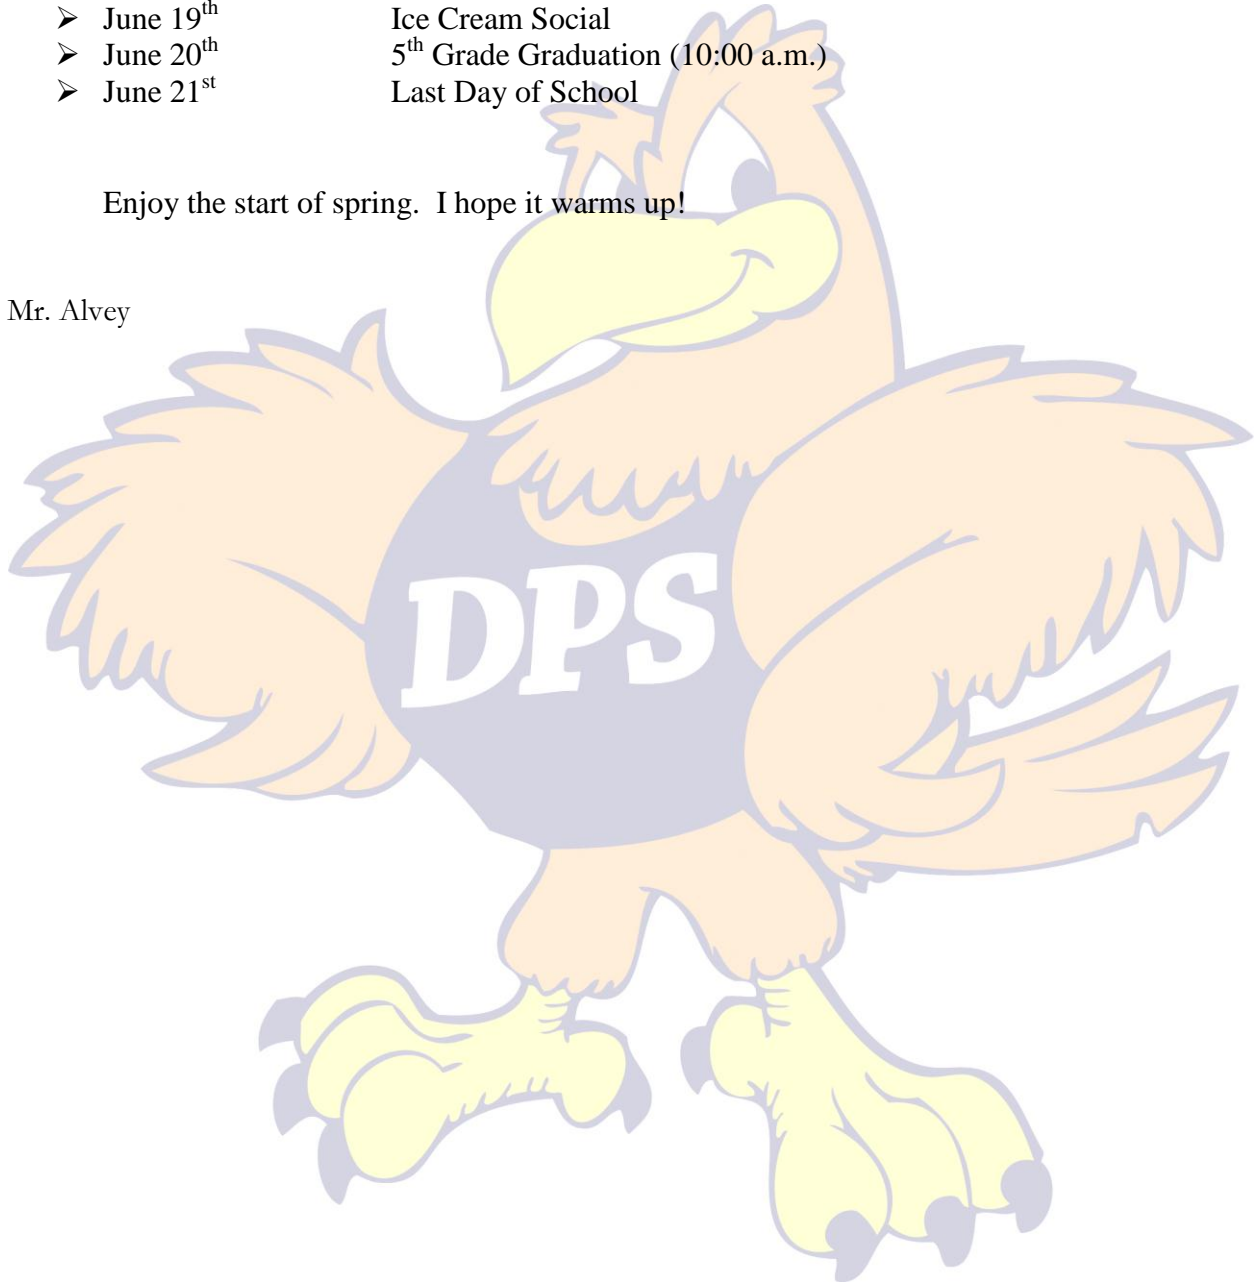 ➢ June 19th Ice Cream Social
➢ June 20th 5th Grade Graduation (10:00 a.m.)
➢ June 21st Last Day of School
Enjoy the start of spring.  I hope it warms up!
Mr. Alvey
DPS